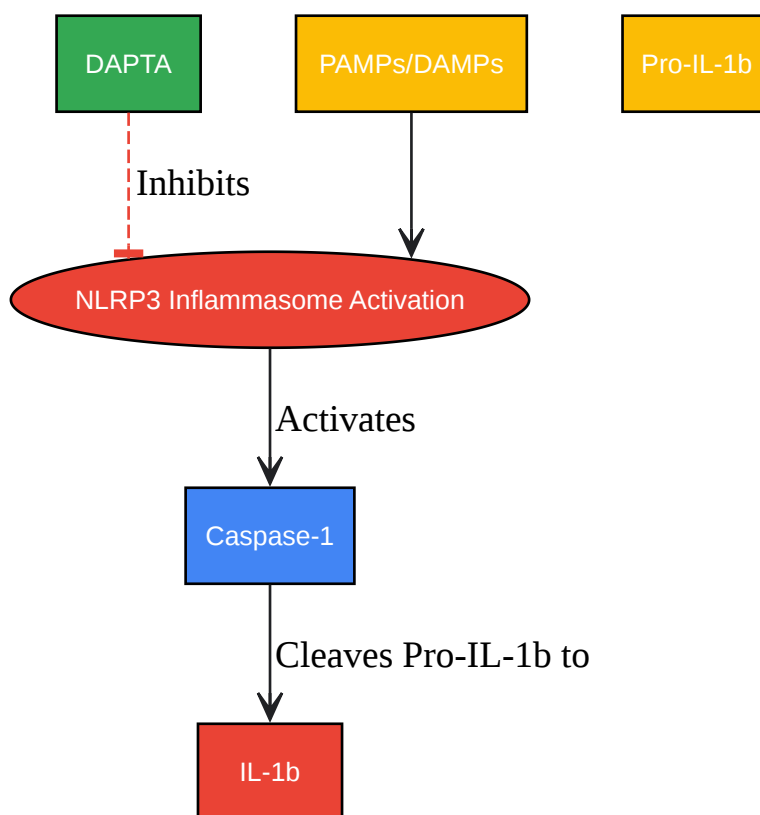 DAPTA
PAMPs/DAMPs
Pro-IL-1b
Inhibits
NLRP3 Inflammasome Activation
Activates
Caspase-1
Cleaves Pro-IL-1b to
IL-1b